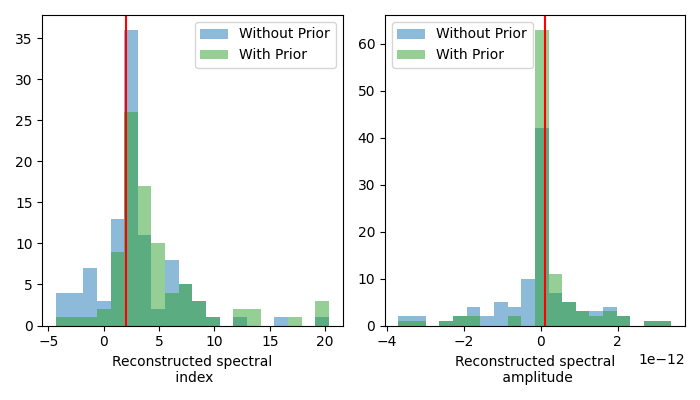 35
30
25
20
15
10
5
0
−5
0
5
10
15
20
Reconstructed spectral
index
Without Prior
With Prior
60
50
40
30
20
10
0
−4
−2
0
2
1e−12
Reconstructed spectral
amplitude
Without Prior
With Prior